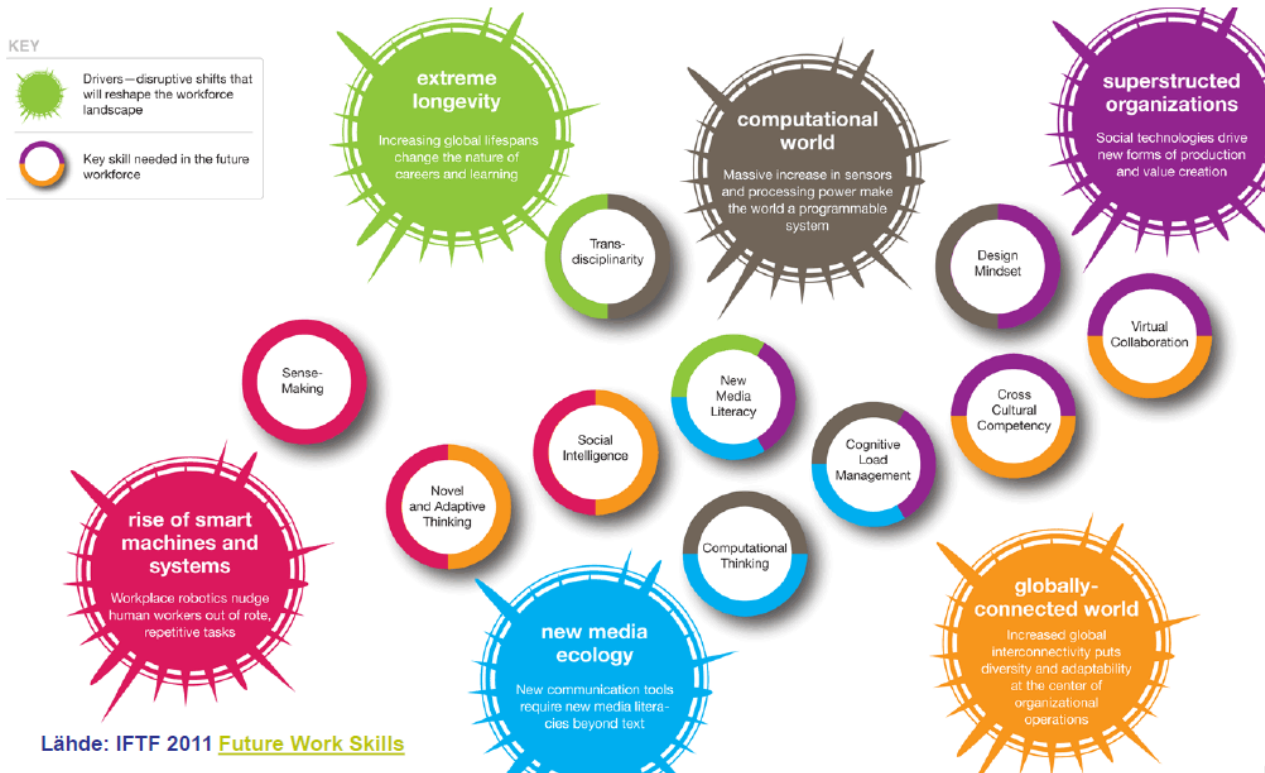 KEY
Drivers—disruptive shifts that
will reshape the workforce
landscape
Key skill needed in the future
workforce
extreme
longevity
Increasing global lifespans
change the nature of
careers and learning
computational
world
Massive increase in sensors
and processing power make
the world a programmable
system
superstructed
organizations
Social technologies drive
new forms of production
and value creation
Trans-
disciplinarity
Design
Mindset
Virtual
Collaboration
Sense-
Making
New
Media
Literacy
Cross
Cultural
Competency
Social
Intelligence
Cognitive
Load
Management
Novel
and Adaptive
Thinking
Computational
Thinking
rise of smart
machines and
systems
Workplace robotics nudge
human workers out of rote,
repetitive tasks
new media
ecology
New communication tools
require new media litera-
cies beyond text
globally-
connected world
Increased global
interconnectivity puts
diversity and adaptability
at the center of
organizational
operations
Lähde: IFTF 2011 Future Work Skills